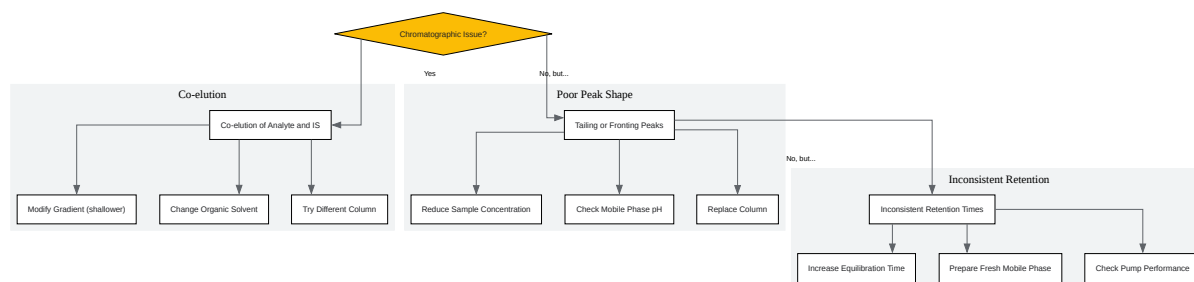 Chromatographic Issue?
Yes
No, but...
Co-elution
Poor Peak Shape
Co-elution of Analyte and IS
Tailing or Fronting Peaks
No, but...
Inconsistent Retention
Modify Gradient (shallower)
Change Organic Solvent
Try Different Column
Reduce Sample Concentration
Check Mobile Phase pH
Replace Column
Inconsistent Retention Times
Increase Equilibration Time
Prepare Fresh Mobile Phase
Check Pump Performance